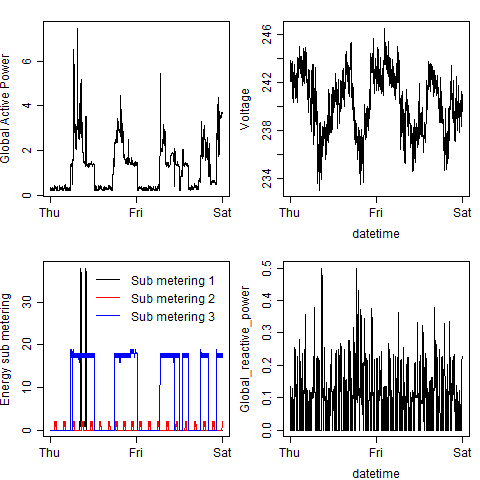 Global Active Power
0 2 4 6
Thu Fri Sat
Voltage
234 238 242 246
Thu Fri Sat
datetime
Energy sub metering
0 10 20 30
Sub metering 1
Sub metering 2
Sub metering 3
Thu Fri Sat
Global_reactive_power
0.0 0.1 0.2 0.3 0.4 0.5
Thu Fri Sat
datetime